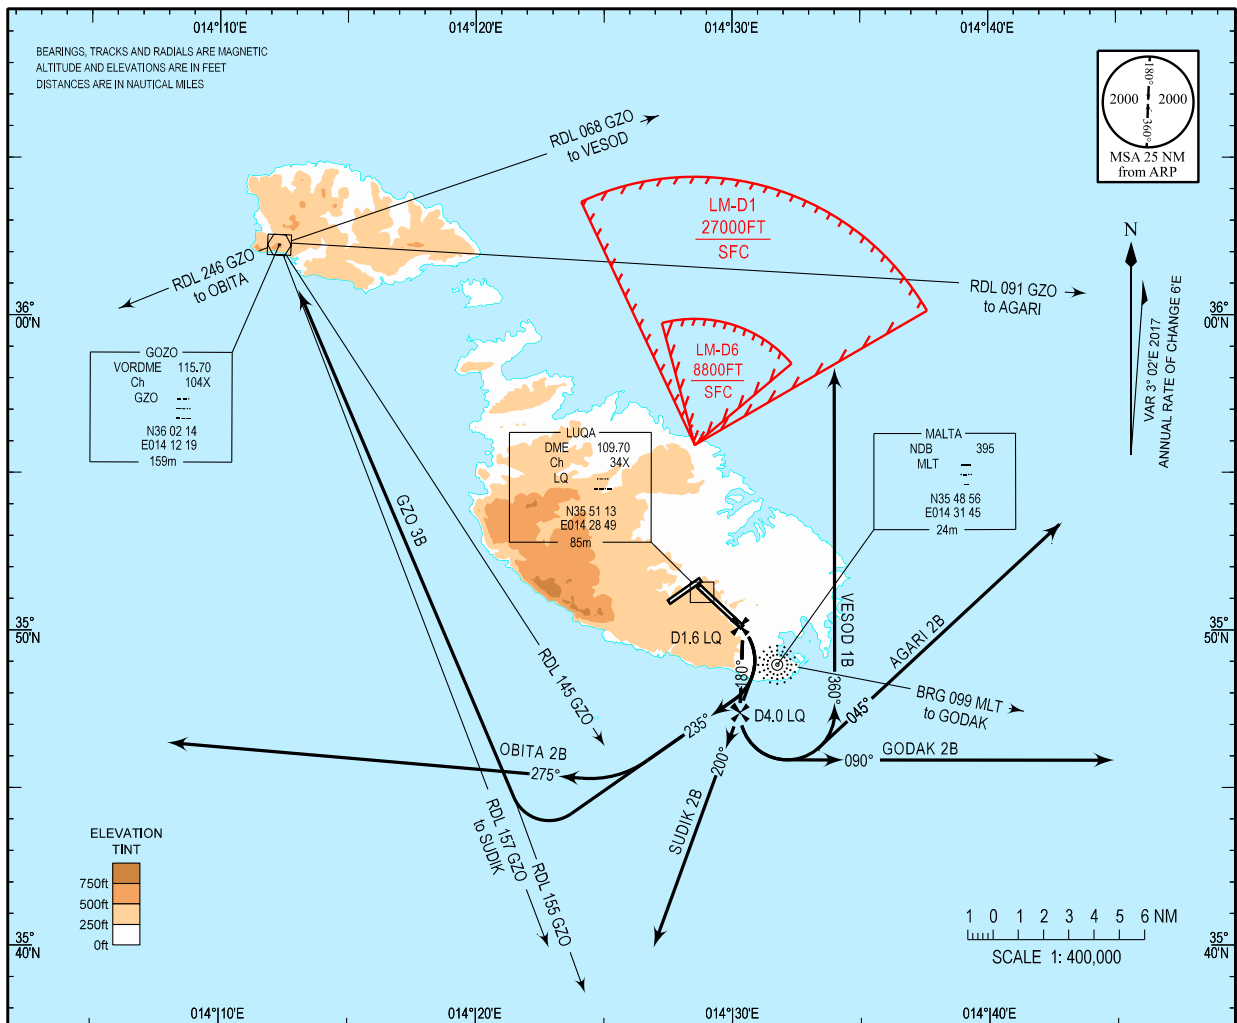 014°10'E
014°20'E
014°30'E
014°40'E
BEARINGS, TRACKS AND RADIALS ARE MAGNETIC
ALTITUDE AND ELEVATIONS ARE IN FEET
DISTANCES ARE IN NAUTICAL MILES
180°
2000
2000
360°
MSA 25 NM
from ARP
RDL 068 GZO
to VESOD
LM-D1
27000FT
SFC
N
RDL 246 GZO
to OBITA
RDL 091 GZO
to AGARI
VAR 3° 02'E 2017
ANNUAL RATE OF CHANGE 6'E
36°
00'N
36°
00'N
LM-D6
8800FT
SFC
GOZO
VORDME 115.70
Ch 104X
GZO
N36 02 14
E014 12 19
159m
LUQA
DME 109.70
Ch 34X
LQ
N35 51 13
E014 28 49
85m
MALTA
NDB 395
MLT
N35 48 56
E014 31 45
24m
GZO 3B
VESOD 1B
360°
AGARI 2B
045°
35°
50'N
35°
50'N
D1.6 LQ
180°
RDL 145 GZO
BRG 099 MLT
to GODAK
D4.0 LQ
235°
OBITA 2B
275°
200°
SUDIK 2B
090°
GODAK 2B
RDL 157 GZO
to SUDIK
RDL 155 GZO
ELEVATION
TINT
750ft
500ft
250ft
0ft
1 0 1 2 3 4 5 6 NM
SCALE 1: 400,000
35°
40'N
35°
40'N
014°10'E
014°20'E
014°30'E
014°40'E